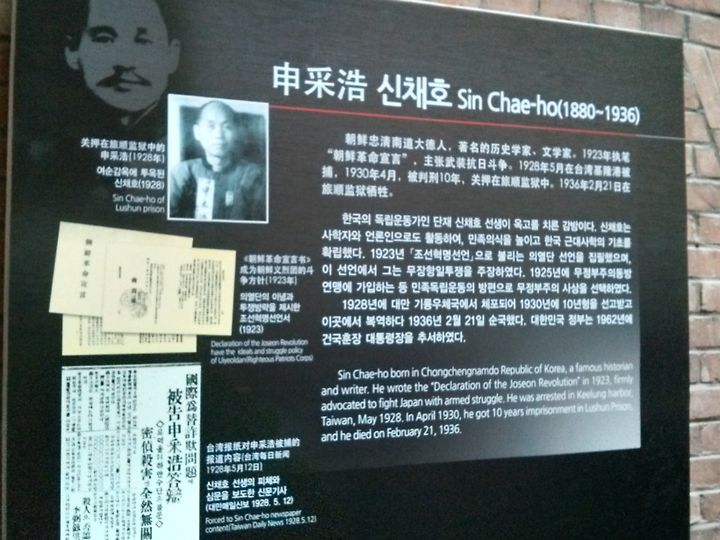 申采浩 신채호 Sin Chae-ho(1880~1936)
关押在旅顺监狱中的
申采浩(1928年)
여순감옥에 투옥된
신채호(1928)
Sin Chae-ho of
Lushun prison
朝鲜忠清南道大德人，著名的历史学家、文学家。1923年执笔
“朝鲜革命宣言”，主张武装抗日斗争。1928年5月在台湾基隆港被
捕，1930年4月，被判刑10年，关押在旅顺监狱中。1936年2月21日在
旅顺监狱牺牲。
한국의 독립운동가인 단재 신채호 선생이 옥고를 치른 감방이다. 신채호는
사학자와 언론인으로도 활동하여, 민족의식을 높이고 한국 근대사학의 기초를
확립했다. 1923년 「조선혁명선언」으로 불리는 의열단 선언을 집필했으며,
이 선언에서 그는 무장항일투쟁을 주장하였다. 1925년에 무정부주의동방
연맹에 가입하는 등 민족독립운동의 방편으로 무정부주의 사상을 선택하였다.
1928년에 대만 기륭우체국에서 체포되어 1930년에 10년형을 선고받고
이곳에서 복역하다 1936년 2월 21일 순국했다. 대한민국 정부는 1962년에
건국훈장 대통령장을 추서하였다.
Sin Chae-ho born in Chongchengnamdo Republic of Korea, a famous historian
and writer. He wrote the "Declaration of the Joseon Revolution" in 1923, firmly
advocated to fight Japan with armed struggle. He was arrested in Keelung harbor,
Taiwan, May 1928. In April 1930, he got 10 years imprisonment in Lushun Prison,
and he died on February 21, 1936.
朝鮮革命宣言
《朝鲜革命宣言书》
成为朝鲜义烈团的斗
争方针(1923年)
의열단의 이념과
투쟁방략을 제시한
조선혁명선언서
(1923)
Declaration of the Joseon Revolution
have the ideals and struggle policy
of Uiyeoldan(Righteous Patriots Corps)
國際爲替詐欺問題
被告申采浩答辯
密偵殺害는全然無關
台湾报纸对申采浩被捕的
报道内容(台湾每日新闻
1928年5月12日)
신채호 선생의 피체와
심문을 보도한 신문기사
(대만매일신보 1928. 5. 12)
Forced to Sin Chae-ho newspaper
content(Taiwan Daily News 1928.5.12)